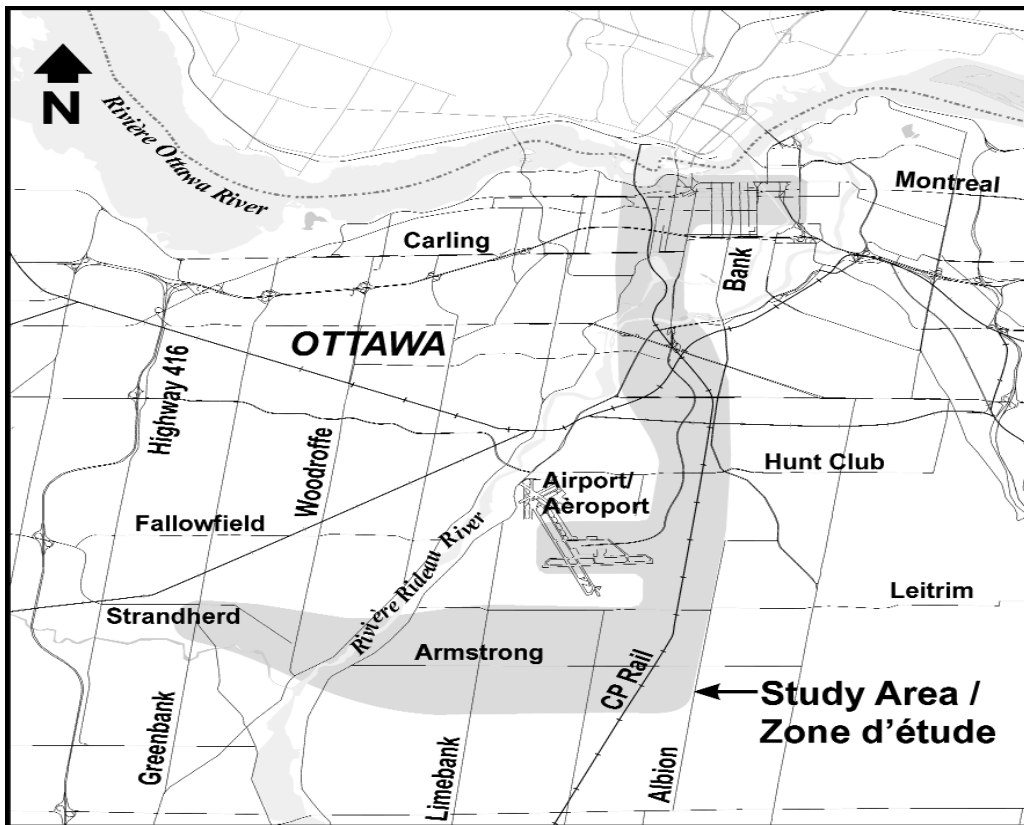 N
Rivière Ottawa River
Montreal
Carling
Bank
OTTAWA
Highway 416
Woodroffe
Hunt Club
Airport/
Aèroport
Fallowfield
Rivière Rideau River
Leitrim
Strandherd
Armstrong
CP Rail
Study Area /
Zone d'étude
Greenbank
Limebank
Albion